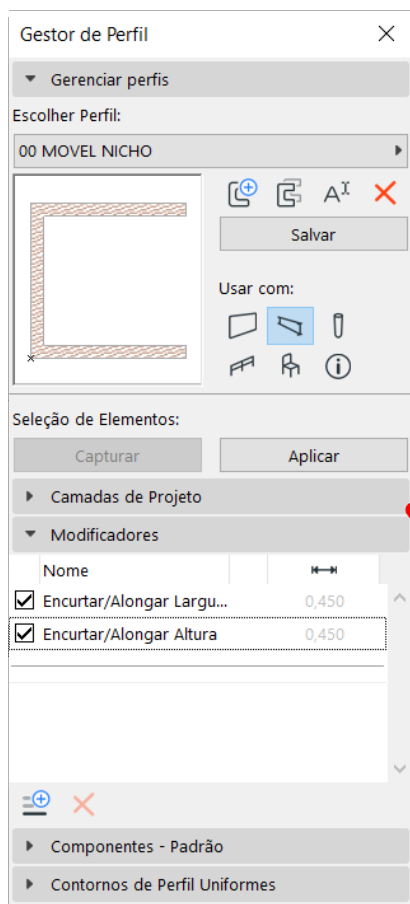 Gestor de Perfil
Gerenciar perfis
Escolher Perfil:
00 MOVEL NICHO
Salvar
Usar com:
Seleção de Elementos:
Capturar
Aplicar
Camadas de Projeto
Modificadores
Nome
Encurtar/Alongar Largu... 0,450
Encurtar/Alongar Altura 0,450
Componentes - Padrão
Contornos de Perfil Uniformes